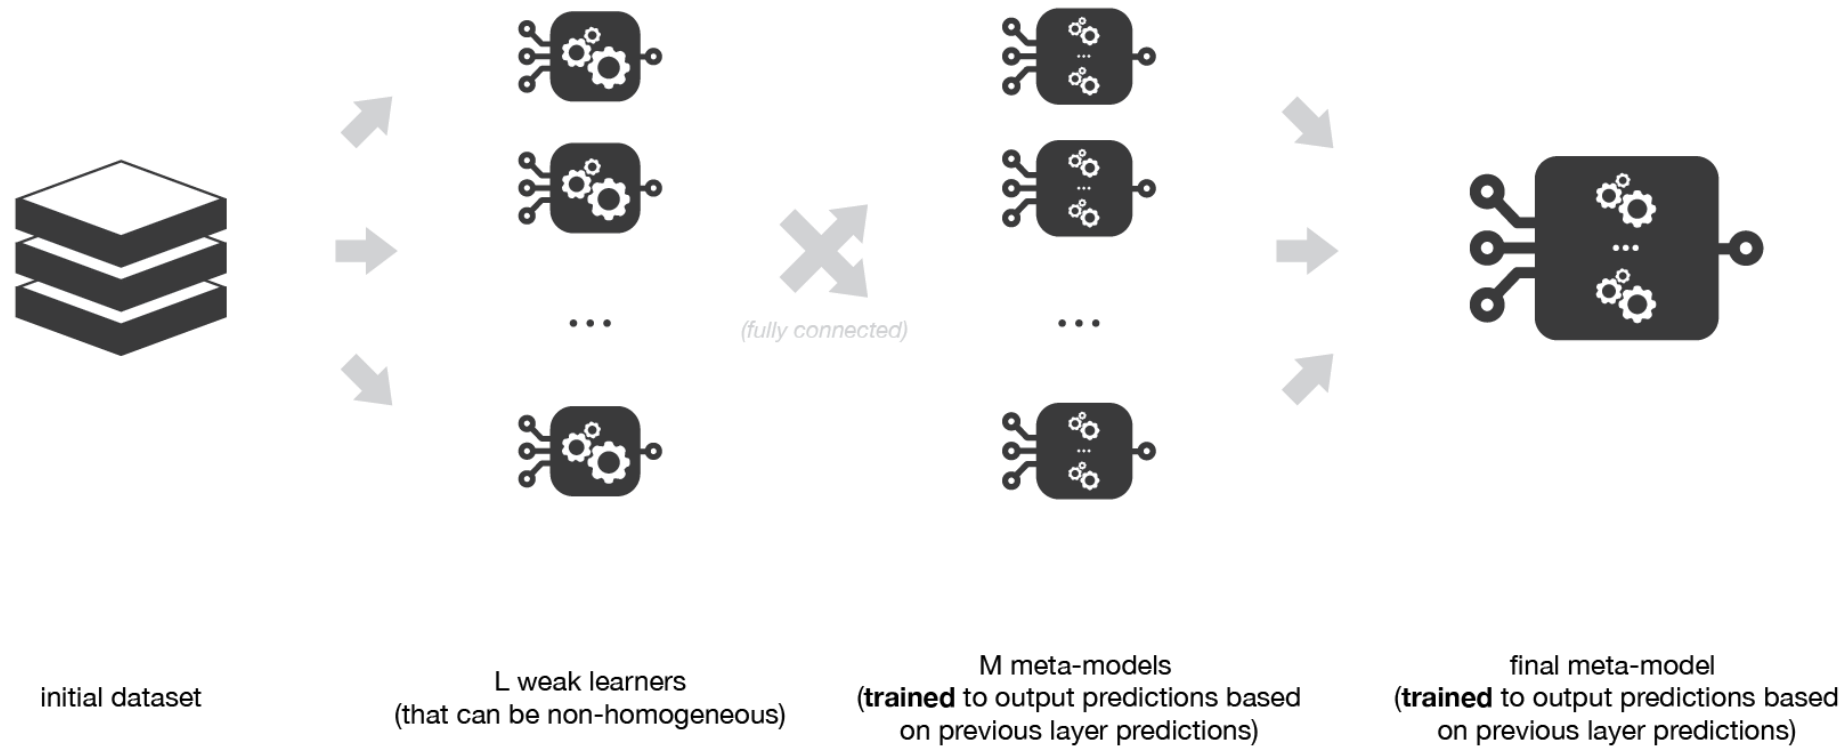 (fully connected)
initial dataset
L weak learners
(that can be non-homogeneous)
M meta-models
(trained to output predictions based
on previous layer predictions)
final meta-model
(trained to output predictions based
on previous layer predictions)